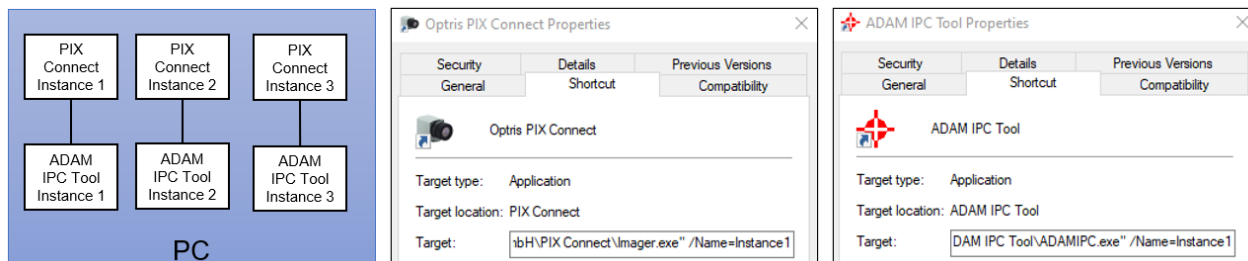 PIX
Connect
Instance 1
PIX
Connect
Instance 2
PIX
Connect
Instance 3
ADAM
IPC Tool
Instance 1
ADAM
IPC Tool
Instance 2
ADAM
IPC Tool
Instance 3
PC
Optris PIX Connect Properties
Security Details Previous Versions
General Shortcut Compatibility
Optris PIX Connect
Target type: Application
Target location: PIX Connect
Target: ıbH\PIX Connect\Imager.exe" /Name=Instance1
ADAM IPC Tool Properties
Security Details Previous Versions
General Shortcut Compatibility
ADAM IPC Tool
Target type: Application
Target location: ADAM IPC Tool
Target: DAM IPC Tool\ADAMIPC.exe" /Name=Instance1